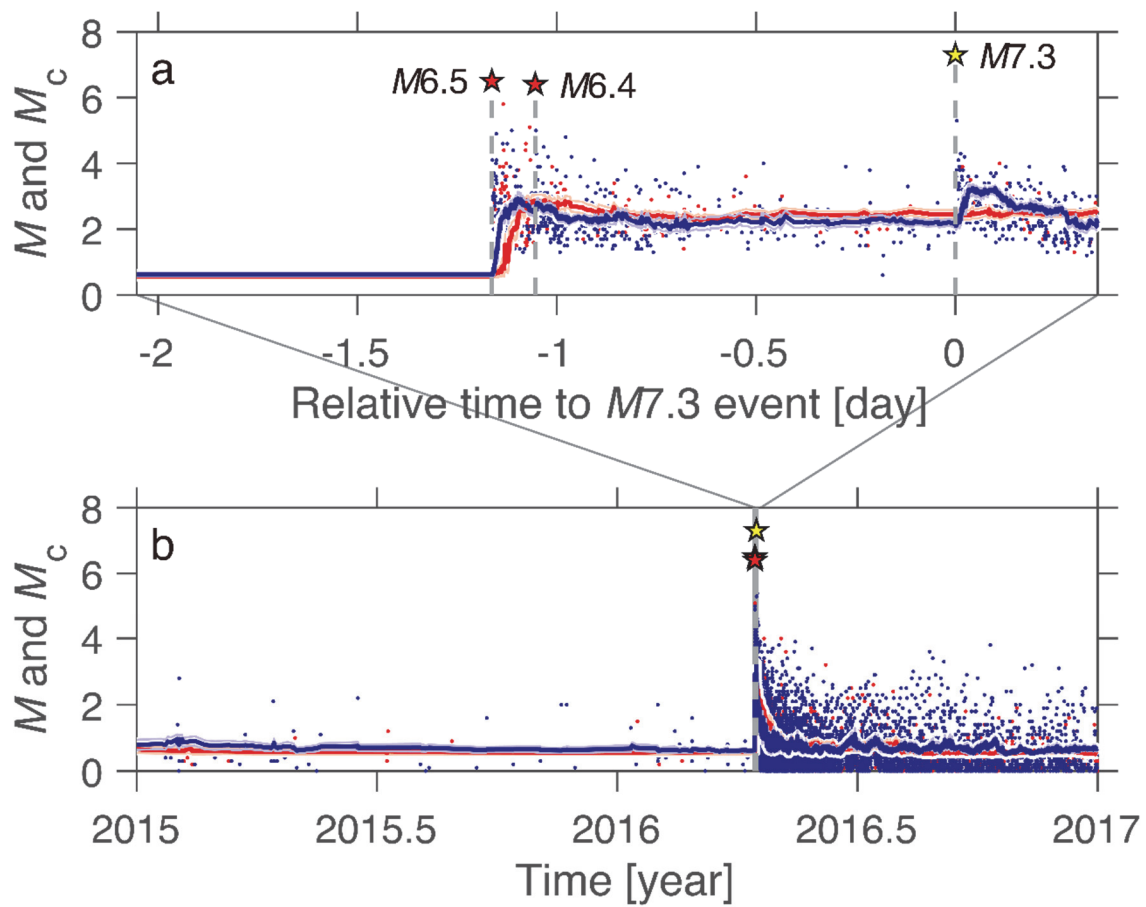 8
6
4
2
0
M and Mc
a
M6.5
M6.4
M7.3
-2 -1.5 -1 -0.5 0
Relative time to M7.3 event [day]
8
6
4
2
0
M and Mc
b
2015 2015.5 2016 2016.5 2017
Time [year]